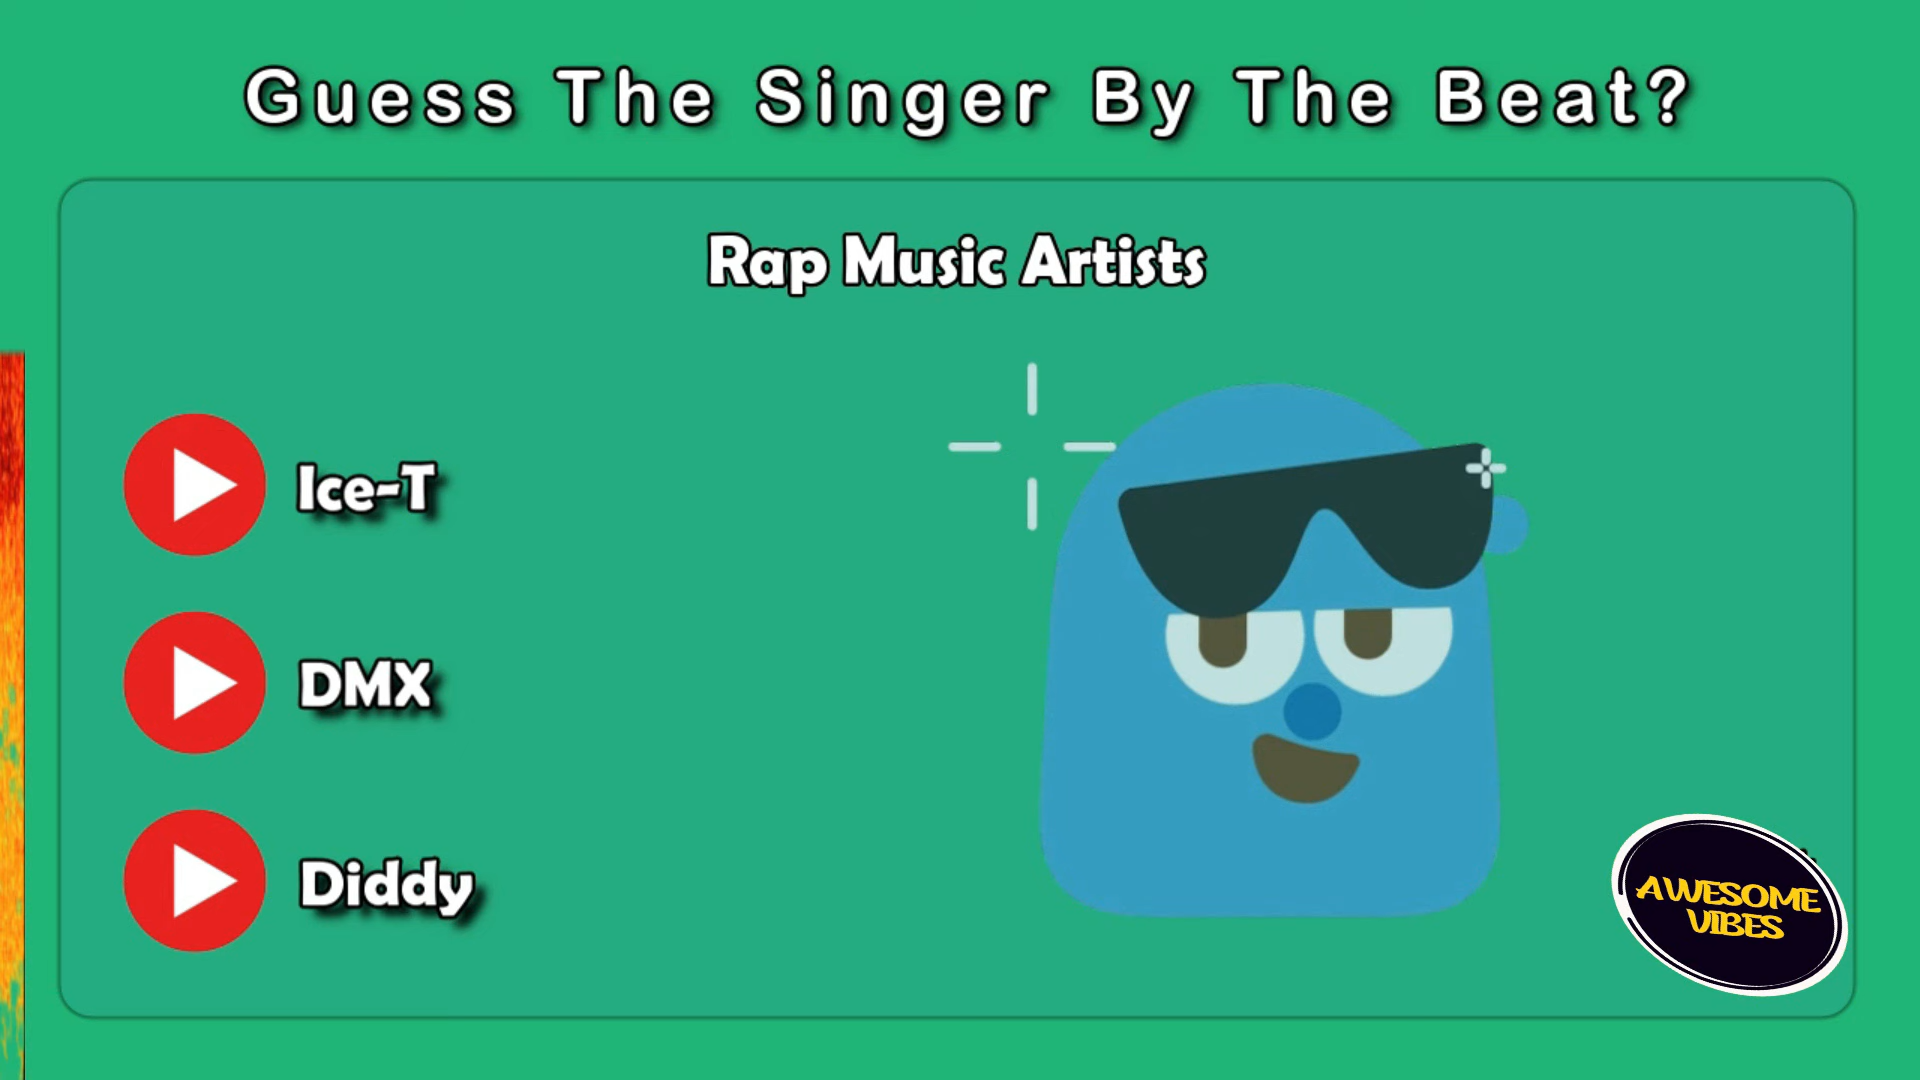 Guess The Singer By The Beat?
Rap Music Artists
Ice-T
DMX
Diddy
AWESOME
VIBES